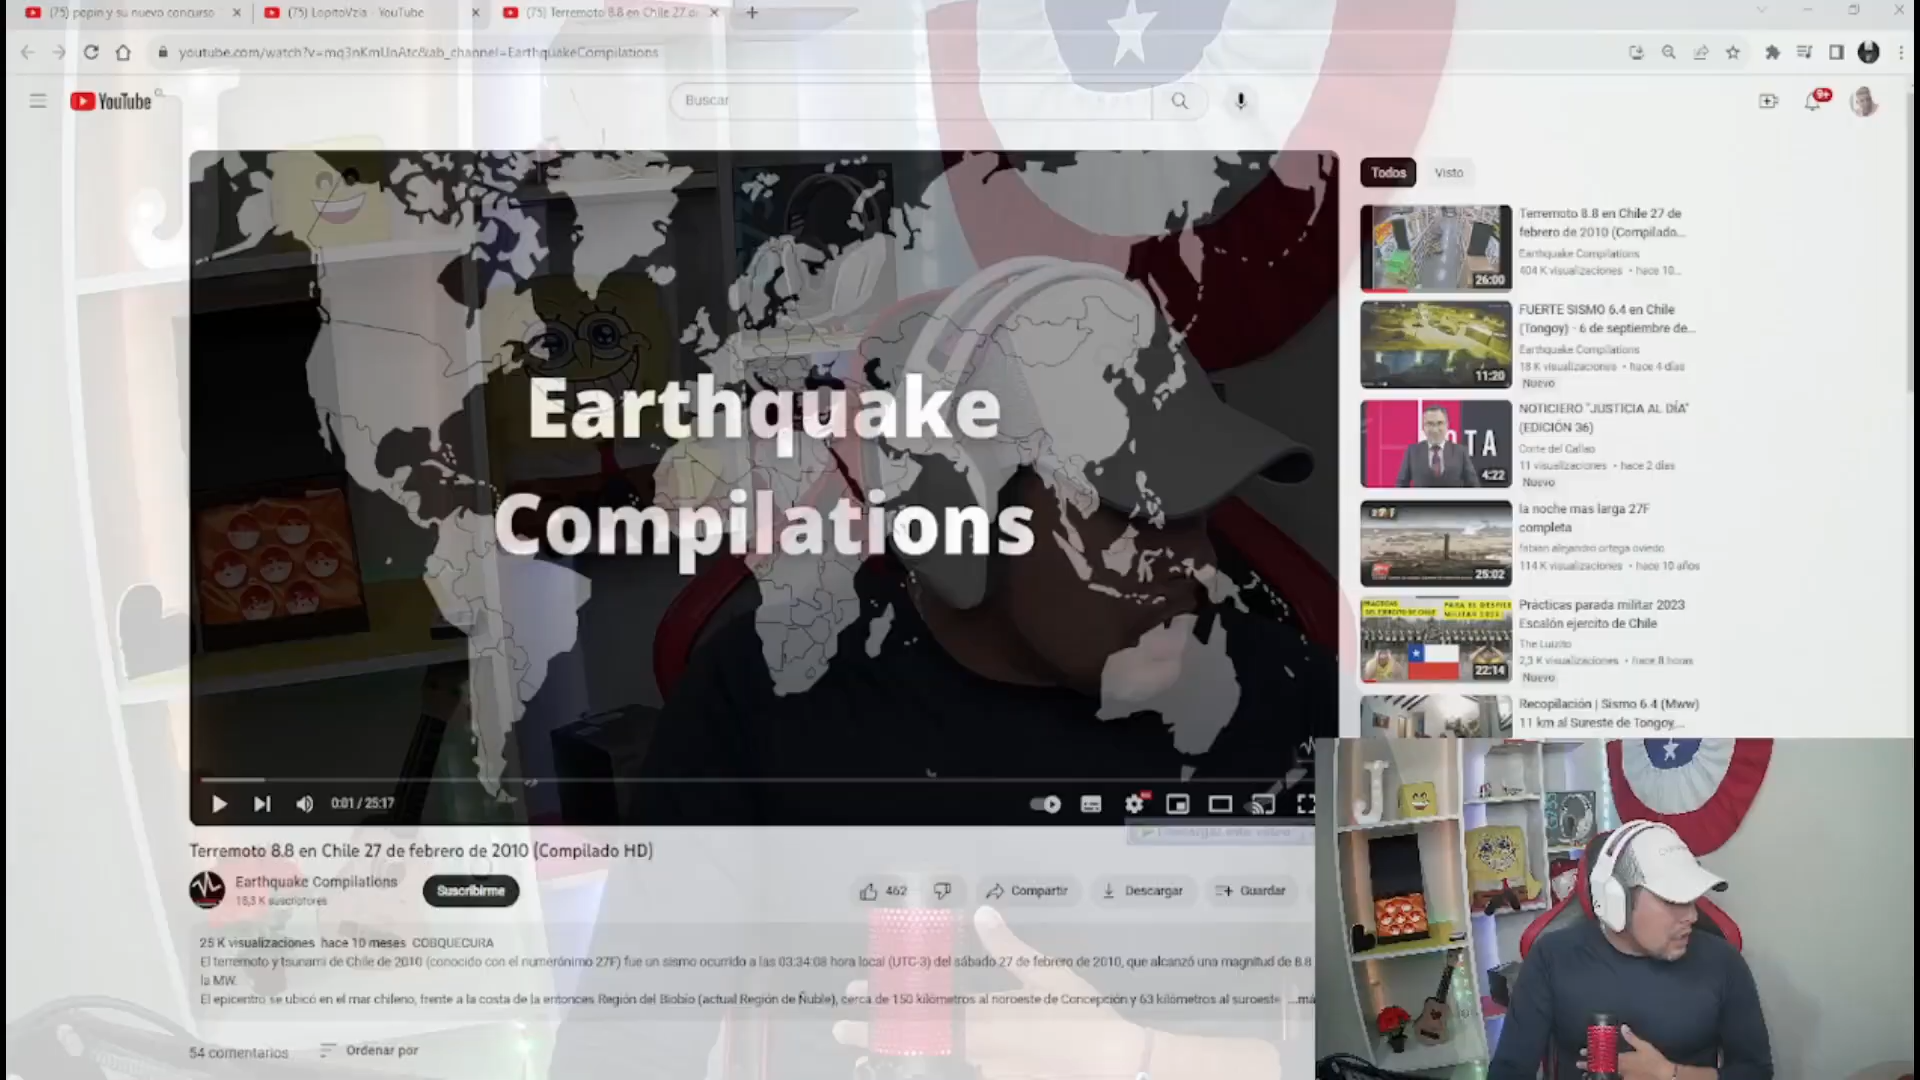 (75) popin y su nuevo concurso
(75) LopitoVzla - YouTube
(75) Terremoto 8.8 en Chile 27 de
youtube.com/watch?v=mq3nKmUnAtc&ab_channel=EarthquakeCompilations
YouTube CL
Buscar
9+
Earthquake
Compilations
0:01 / 25:17
Terremoto 8.8 en Chile 27 de febrero de 2010 (Compilado HD)
Earthquake Compilations
18,3 K suscriptores
Suscribirme
462
Compartir
Descargar
Guardar
25 K visualizaciones hace 10 meses COBQUECURA
El terremoto y tsunami de Chile de 2010 (conocido con el numerónimo 27F) fue un sismo ocurrido a las 03:34:08 hora local (UTC-3) del sábado 27 de febrero de 2010, que alcanzó una magnitud de 8.8
la MW.
El epicentro se ubicó en el mar chileno, frente a la costa de la entonces Región del Biobío (actual Región de Ñuble), cerca de 150 kilómetros al noroeste de Concepción y 63 kilómetros al suroeste ...má
54 comentarios
Ordenar por
Todos
Visto
Terremoto 8.8 en Chile 27 de
febrero de 2010 (Compilado...
Earthquake Compilations
404 K visualizaciones • hace 10...
26:00
FUERTE SISMO 6.4 en Chile
(Tongoy) - 6 de septiembre de...
Earthquake Compilations
18 K visualizaciones • hace 4 días
Nuevo
11:20
NOTICIERO "JUSTICIA AL DÍA"
(EDICIÓN 36)
Corte del Callao
11 visualizaciones • hace 2 días
Nuevo
4:22
la noche mas larga 27F
completa
fabian alejandro ortega oviedo
114 K visualizaciones • hace 10 años
25:02
Prácticas parada militar 2023
Escalón ejercito de Chile
The Luizito
2,3 K visualizaciones • hace 8 horas
Nuevo
22:14
Recopilación | Sismo 6.4 (Mww)
11 km al Sureste de Tongoy,...